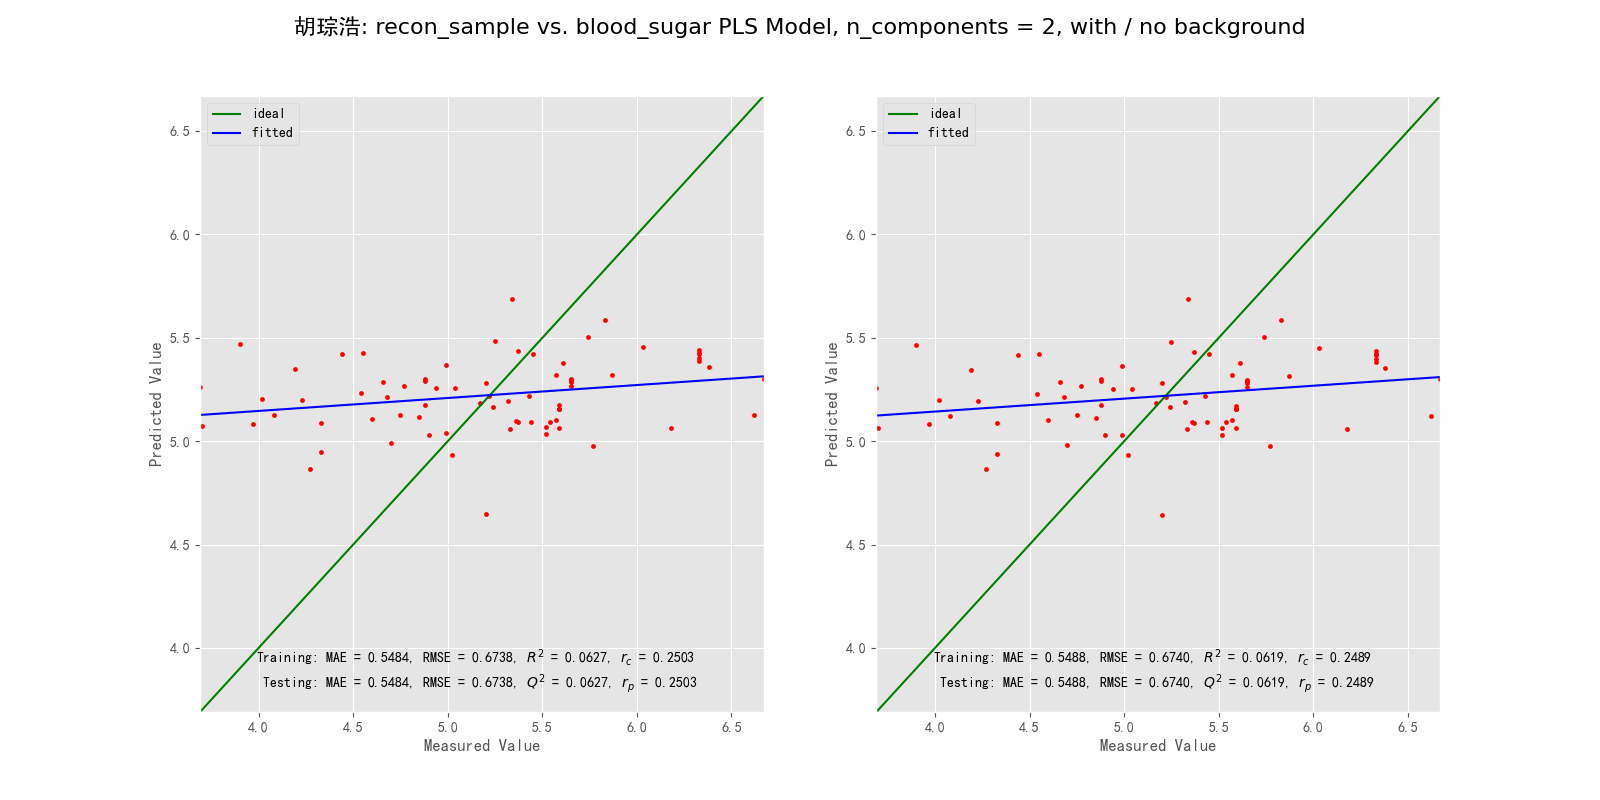 胡琮浩: recon_sample vs. blood_sugar PLS Model, n_components = 2, with / no background
ideal
fitted
6.5
6.0
5.5
5.0
4.5
4.0
Predicted Value
Training: MAE = 0.5484, RMSE = 0.6738, R² = 0.0627, r_c = 0.2503
Testing: MAE = 0.5484, RMSE = 0.6738, Q² = 0.0627, r_p = 0.2503
4.0 4.5 5.0 5.5 6.0 6.5
Measured Value
ideal
fitted
6.5
6.0
5.5
5.0
4.5
4.0
Predicted Value
Training: MAE = 0.5488, RMSE = 0.6740, R² = 0.0619, r_c = 0.2489
Testing: MAE = 0.5488, RMSE = 0.6740, Q² = 0.0619, r_p = 0.2489
4.0 4.5 5.0 5.5 6.0 6.5
Measured Value